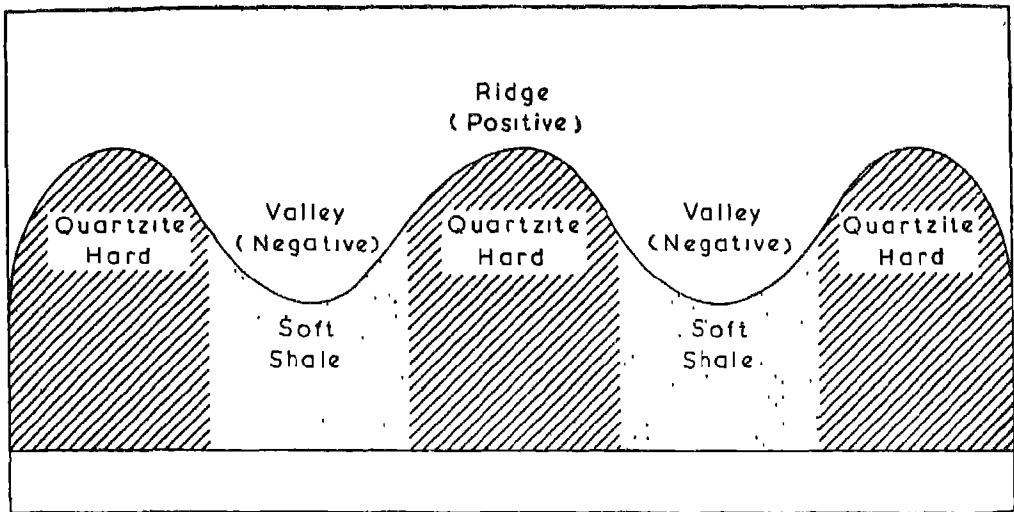 Ridge
(Positive)
Quartzite
Hard
Valley
(Negative)
Quartzite
Hard
Valley
(Negative)
Quartzite
Hard
Soft
Shale
Soft
Shale